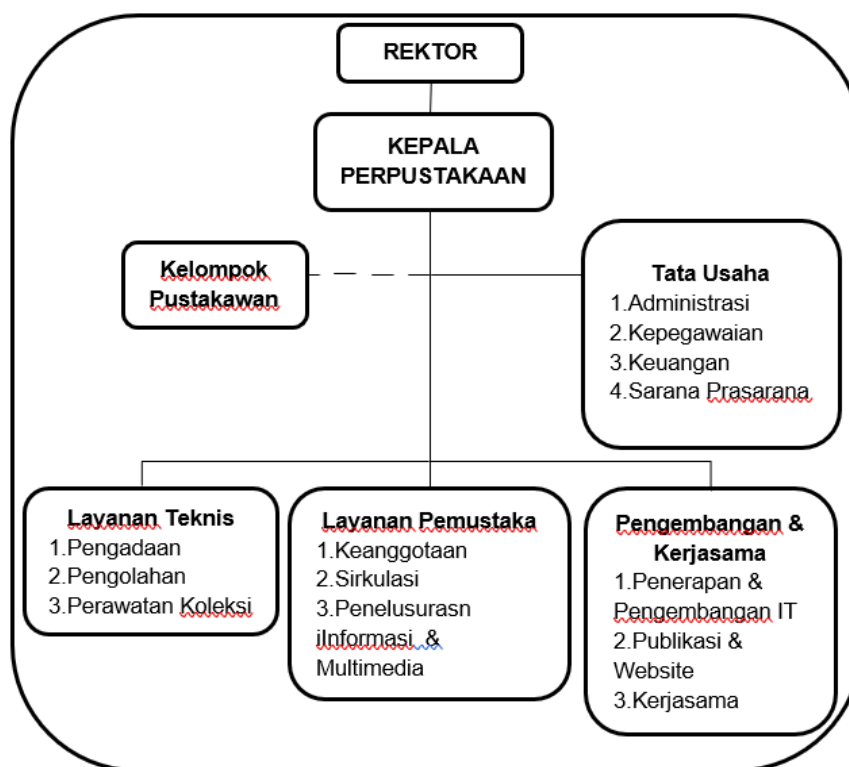 REKTOR
KEPALA
PERPUSTAKAAN
Kelompok
Pustakawan
Tata Usaha
1.Administrasi
2.Kepegawaian
3.Keuangan
4.Sarana Prasarana
Layanan Teknis
1.Pengadaan
2.Pengolahan
3.Perawatan Koleksi
Layanan Pemustaka
1.Keanggotaan
2.Sirkulasi
3.Penelusurasn
iInformasi &
Multimedia
Pengembangan &
Kerjasama
1.Penerapan &
Pengembangan IT
2.Publikasi &
Website
3.Kerjasama